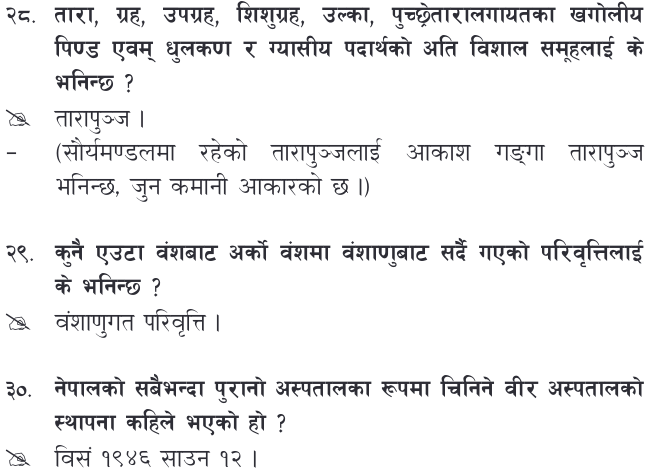 २८. तारा, ग्रह, उपग्रह, शिशुग्रह, उल्का, पुच्छ्रेतारालगायतका खगोलीय
पिण्ड एवम् धुलकण र ग्यासीय पदार्थको अति विशाल समूहलाई के
भनिन्छ ?
तारापुञ्ज ।
– (सौर्यमण्डलमा रहेको तारापुञ्जलाई आकाश गङ्गा तारापुञ्ज
भनिन्छ, जुन कमानी आकारको छ ।)
२९. कुनै एउटा वंशबाट अर्को वंशमा वंशाणुबाट सर्दै गएको परिवृत्तिलाई
के भनिन्छ ?
वंशाणुगत परिवृत्ति ।
३०. नेपालको सबैभन्दा पुरानो अस्पतालका रूपमा चिनिने वीर अस्पतालको
स्थापना कहिले भएको हो ?
विसं १९४६ साउन १२ ।